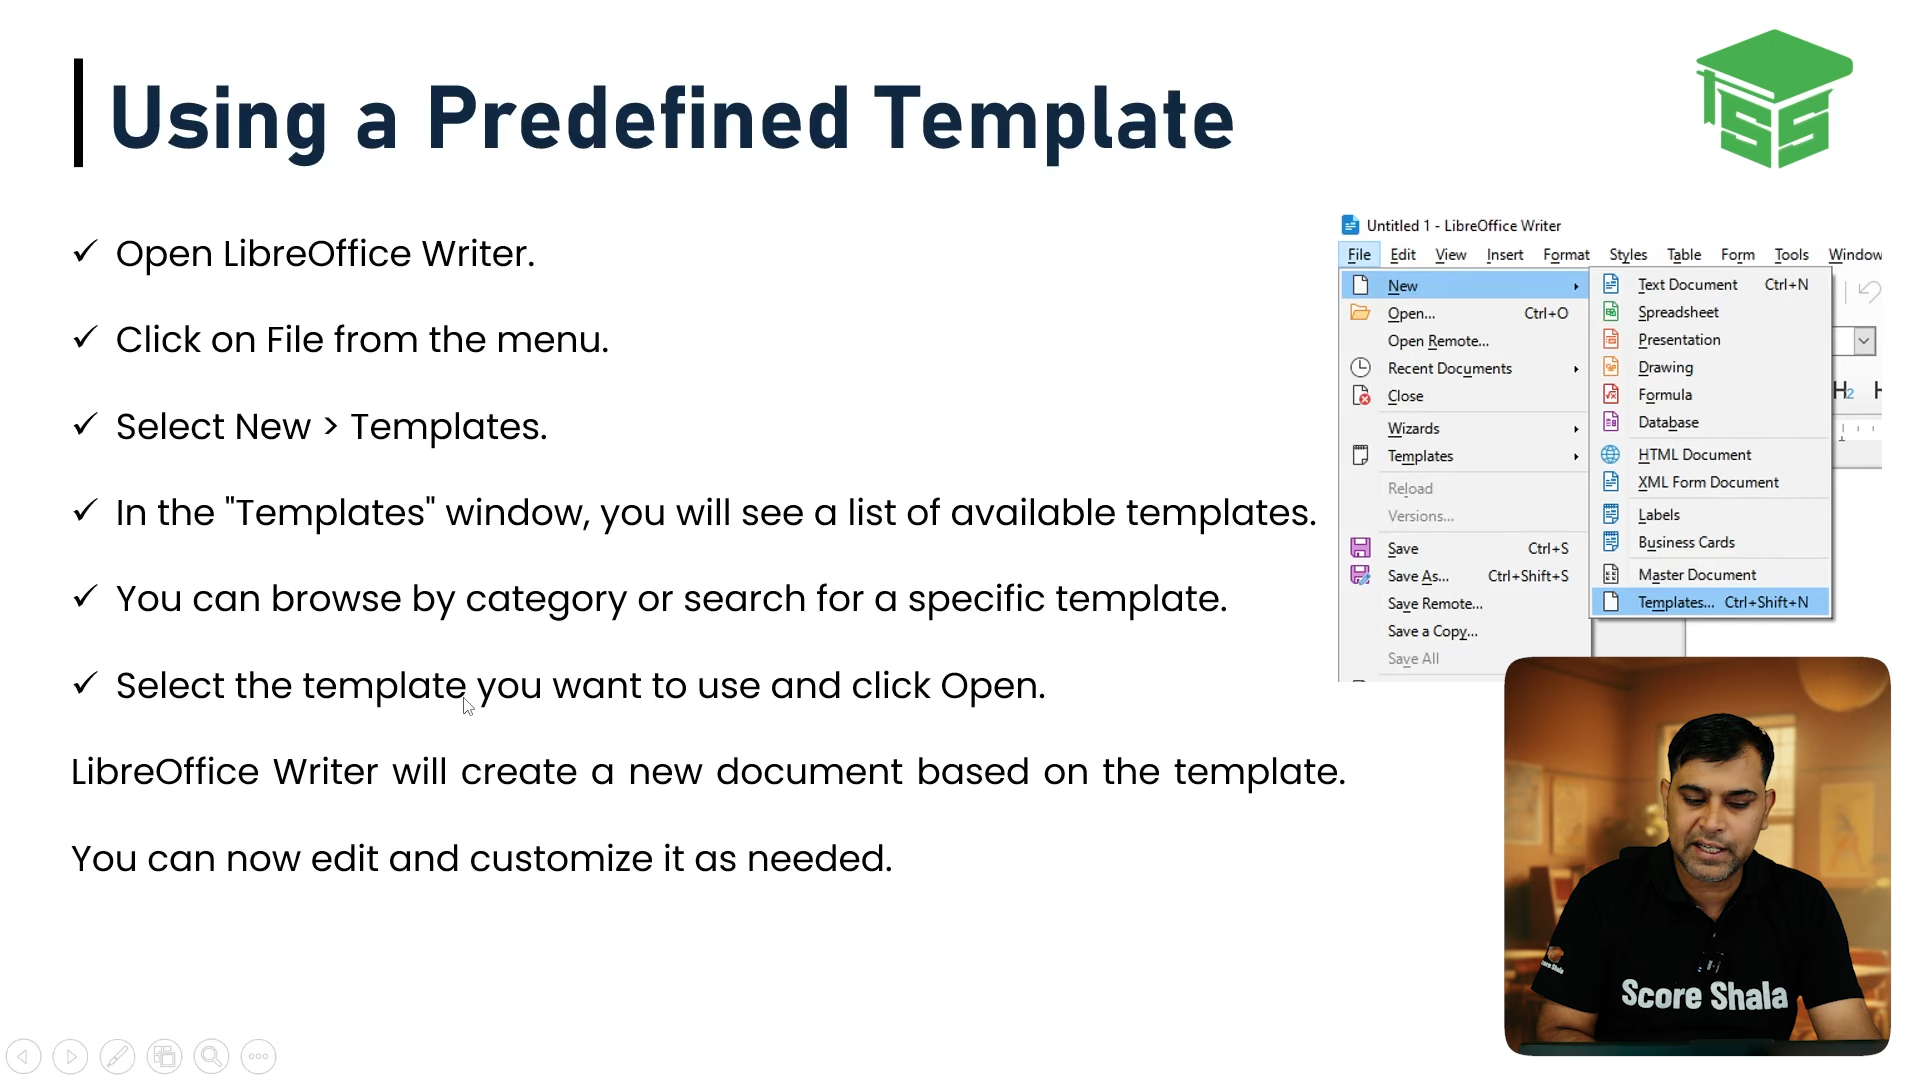 Using a Predefined Template
SS
✓ Open LibreOffice Writer.
✓ Click on File from the menu.
✓ Select New > Templates.
✓ In the "Templates" window, you will see a list of available templates.
✓ You can browse by category or search for a specific template.
✓ Select the template you want to use and click Open.
LibreOffice Writer will create a new document based on the template.
You can now edit and customize it as needed.
Untitled 1 - LibreOffice Writer
File Edit View Insert Format Styles Table Form Tools Window
New
Open... Ctrl+O
Open Remote...
Recent Documents
Close
Wizards
Templates
Reload
Versions...
Save Ctrl+S
Save As... Ctrl+Shift+S
Save Remote...
Save a Copy...
Save All
Text Document Ctrl+N
Spreadsheet
Presentation
Drawing
Formula
Database
HTML Document
XML Form Document
Labels
Business Cards
Master Document
Templates... Ctrl+Shift+N
H2
Score Shala
Score Shala